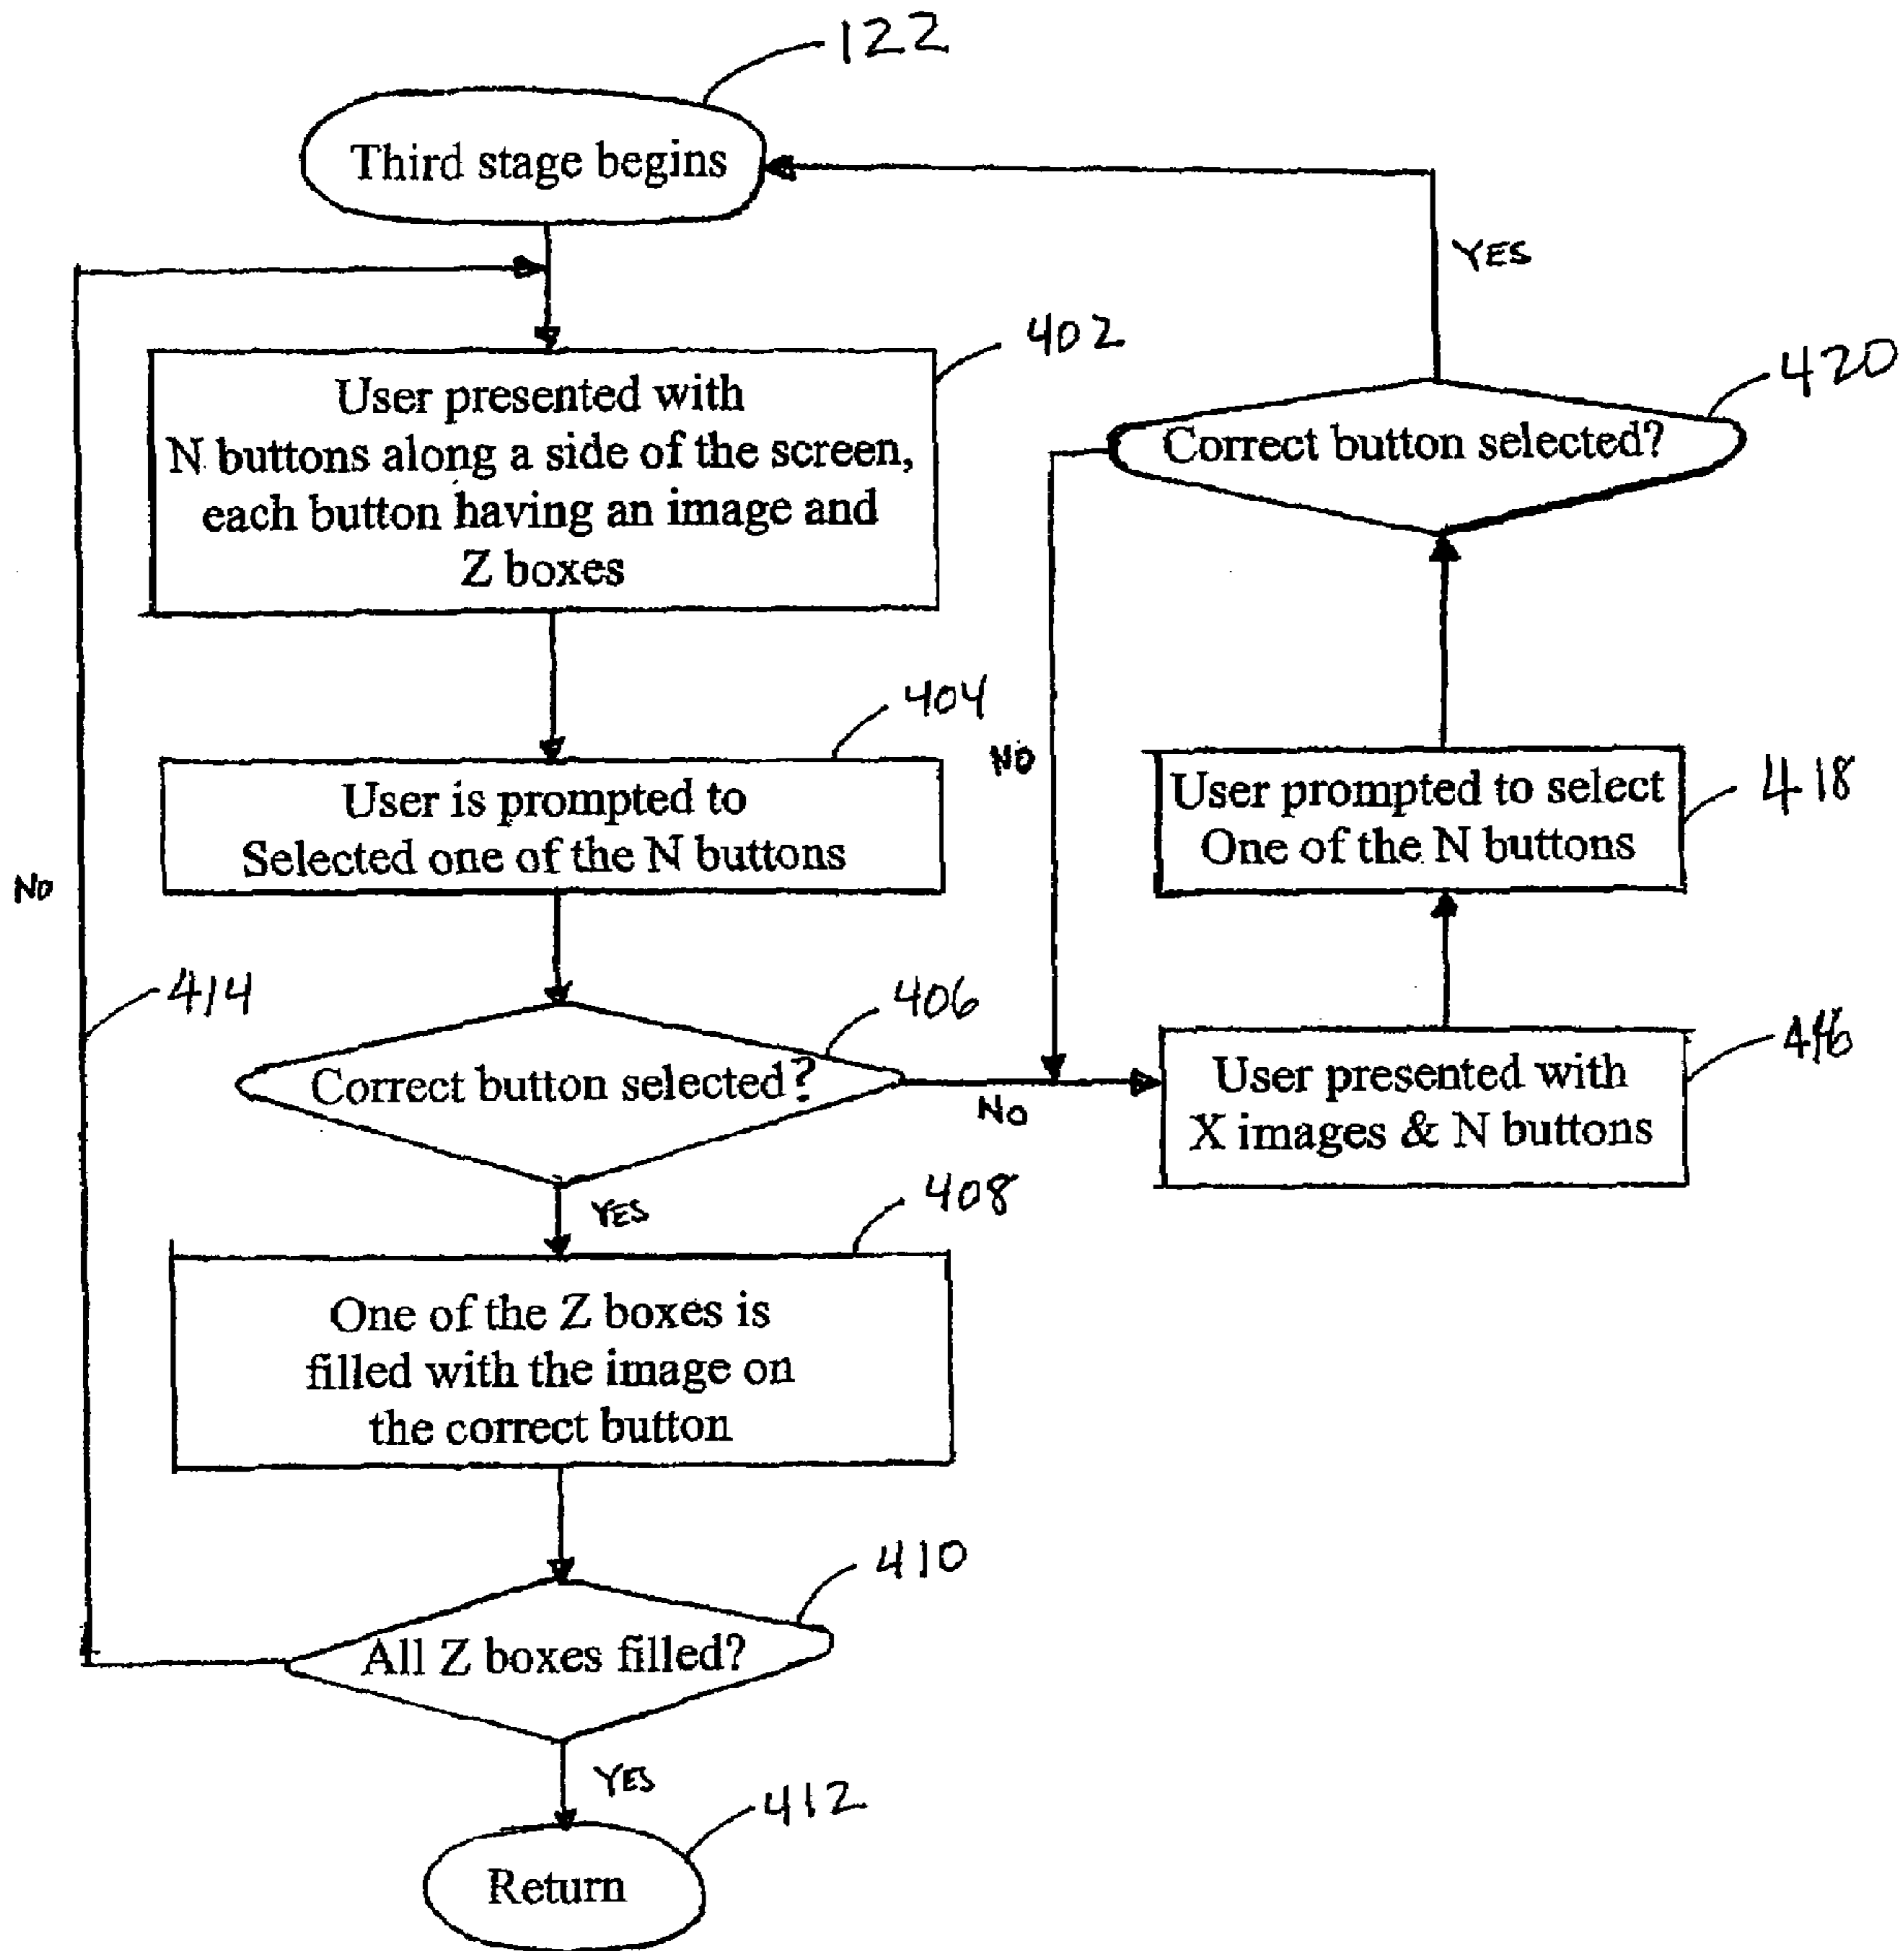 122
Third stage begins
YES
402
User presented with
N buttons along a side of the screen,
each button having an image and
Z boxes
420
Correct button selected?
404
User is prompted to
Selected one of the N buttons
NO
User prompted to select
One of the N buttons
418
No
414
406
Correct button selected?
No
User presented with
X images & N buttons
416
YES
408
One of the Z boxes is
filled with the image on
the correct button
410
All Z boxes filled?
YES
412
Return